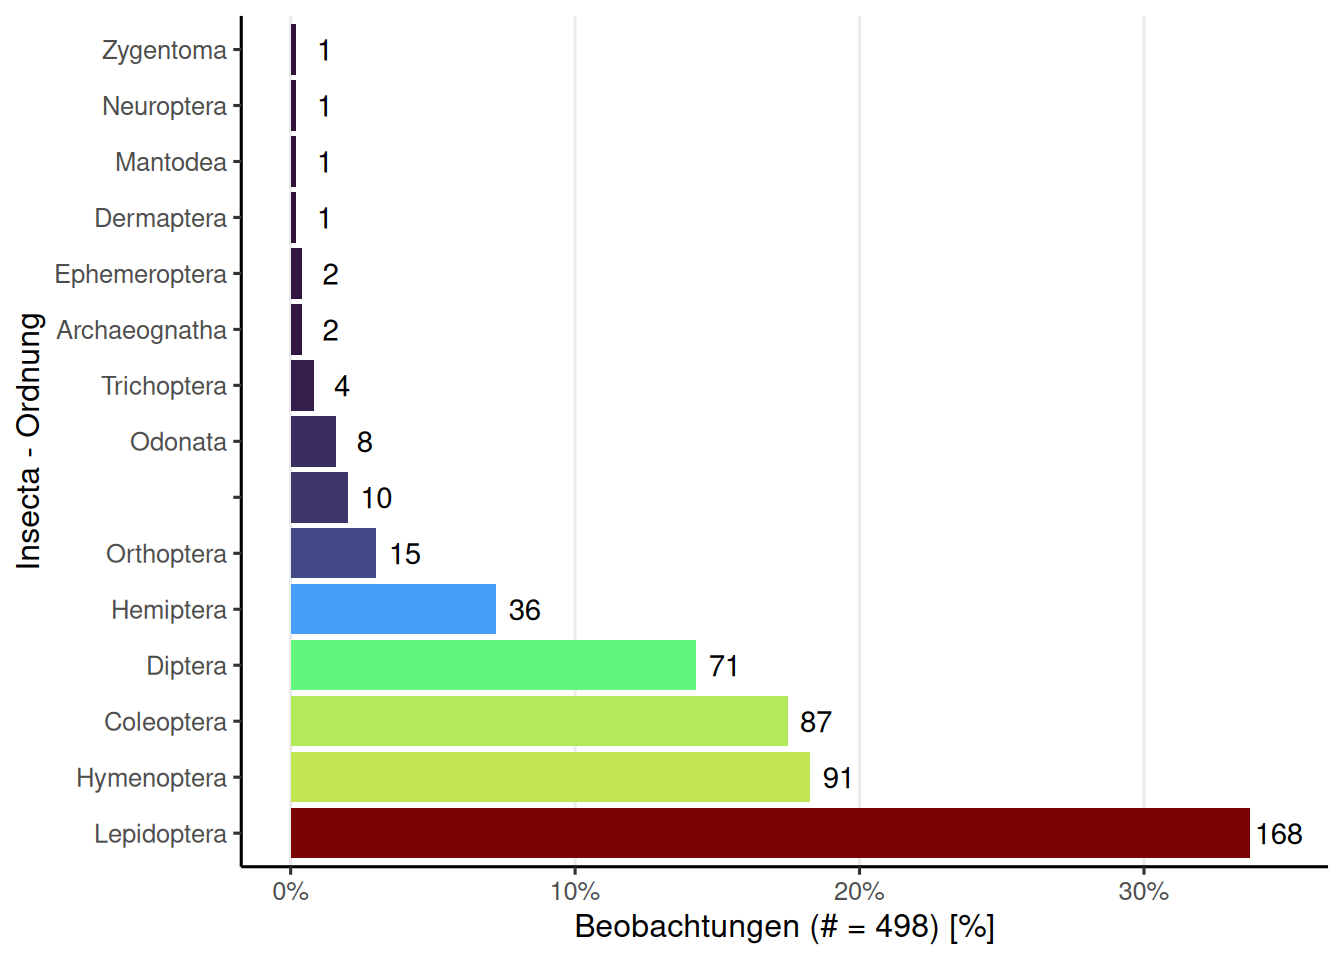 Insecta - Ordnung
Zygentoma 1
Neuroptera 1
Mantodea 1
Dermaptera 1
Ephemeroptera 2
Archaeognatha 2
Trichoptera 4
Odonata 8
10
Orthoptera 15
Hemiptera 36
Diptera 71
Coleoptera 87
Hymenoptera 91
Lepidoptera 168
0% 10% 20% 30%
Beobachtungen (# = 498) [%]